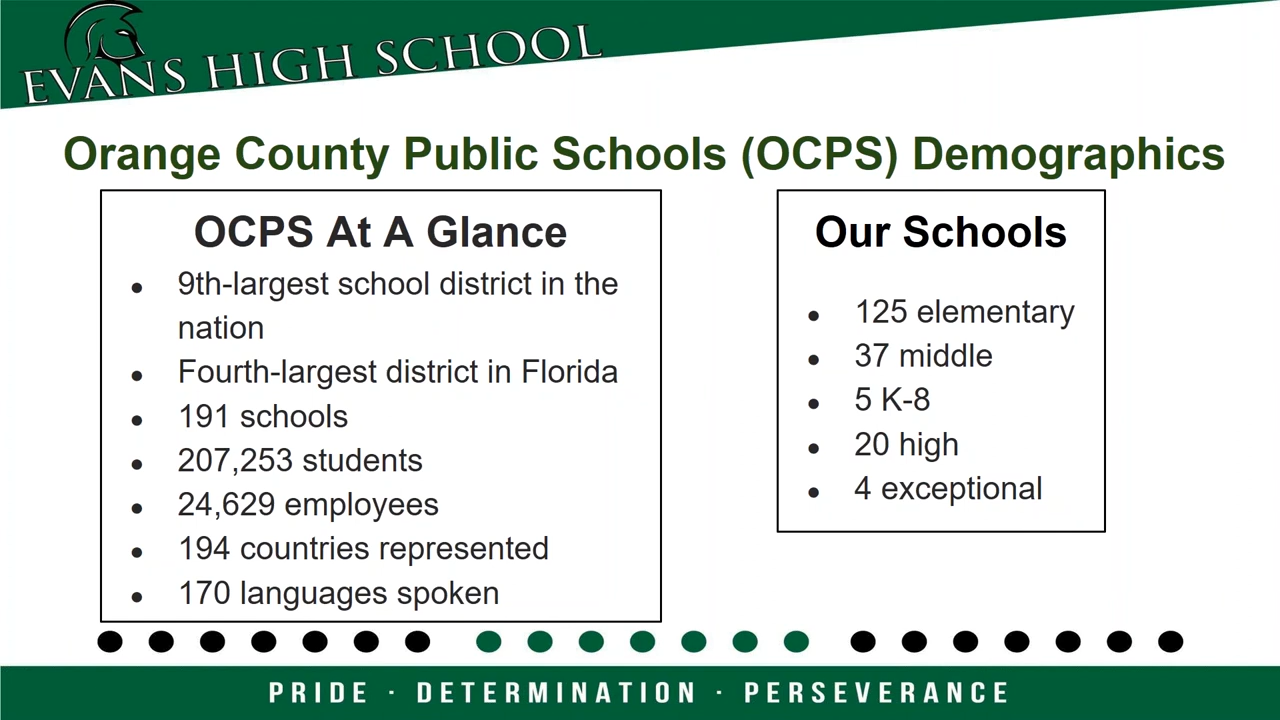 EVANS HIGH SCHOOL
Orange County Public Schools (OCPS) Demographics
OCPS At A Glance
• 9th-largest school district in the
nation
• Fourth-largest district in Florida
• 191 schools
• 207,253 students
• 24,629 employees
• 194 countries represented
• 170 languages spoken
Our Schools
• 125 elementary
• 37 middle
• 5 K-8
• 20 high
• 4 exceptional
PRIDE · DETERMINATION · PERSEVERANCE